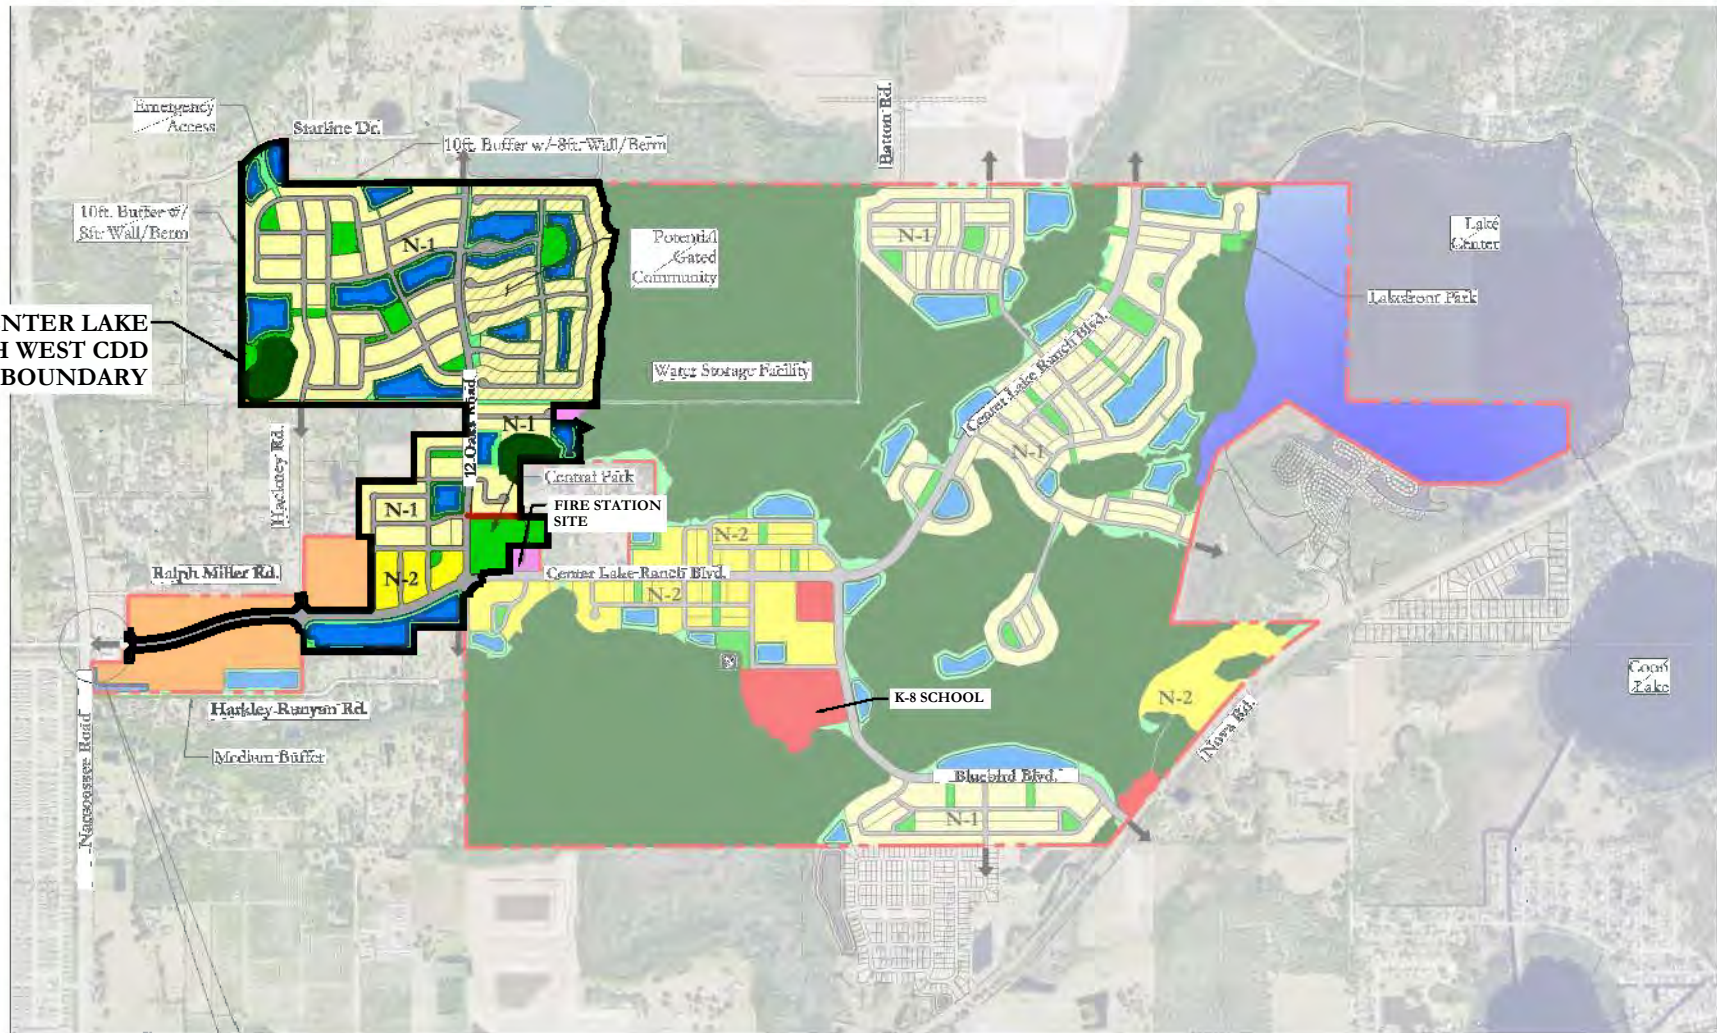 Emergency
Access
Starline Dr.
10ft. Buffer w/ 8ft. Wall/Berm
Batton Rd.
10ft. Buffer w/
8ft. Wall/Berm
N-1
Potential
Gated
Community
N-1
Lake
Center
Lakefront Park
NTER LAKE
H WEST CDD
BOUNDARY
Water Storage Facility
Center Lake Ranch Blvd.
12 Oaks Road
N-1
N-1
Hackney Rd.
Central Park
N-1
FIRE STATION
SITE
N-2
Ralph Miller Rd.
N-2
Center Lake Ranch Blvd.
N-2
Coon
Lake
K-8 SCHOOL
N-2
Harkley Runyan Rd.
Nova Rd.
Medium Buffer
Narcoossee Road
Bluebird Blvd.
N-1